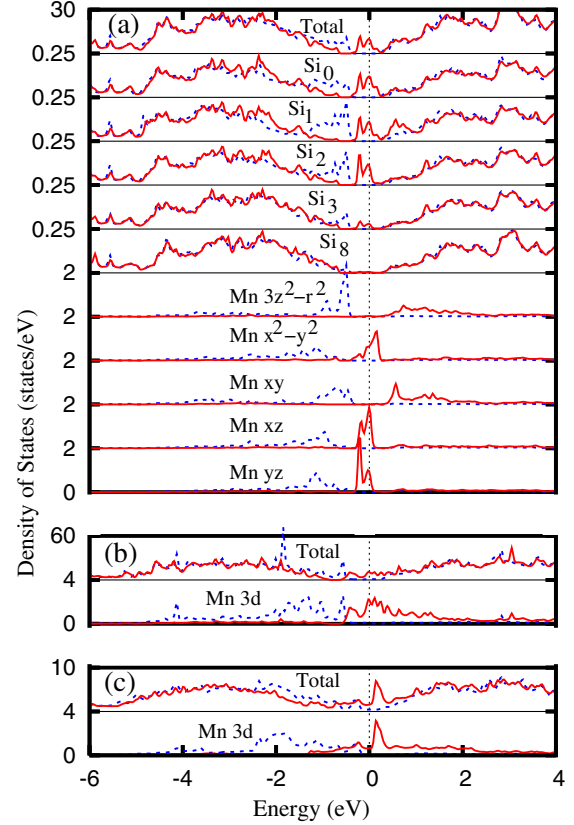 30
(a)
Total
0.25
Si0
0.25
Si1
0.25
Si2
0.25
Si3
0.25
Si8
2
Mn 3z2−r2
2
Mn x2−y2
2
Mn xy
2
Mn xz
2
Mn yz
0
Density of States (states/eV)
60
(b)
Total
4
Mn 3d
0
10
(c)
Total
4
Mn 3d
0
-6 -4 -2 0 2 4
Energy (eV)